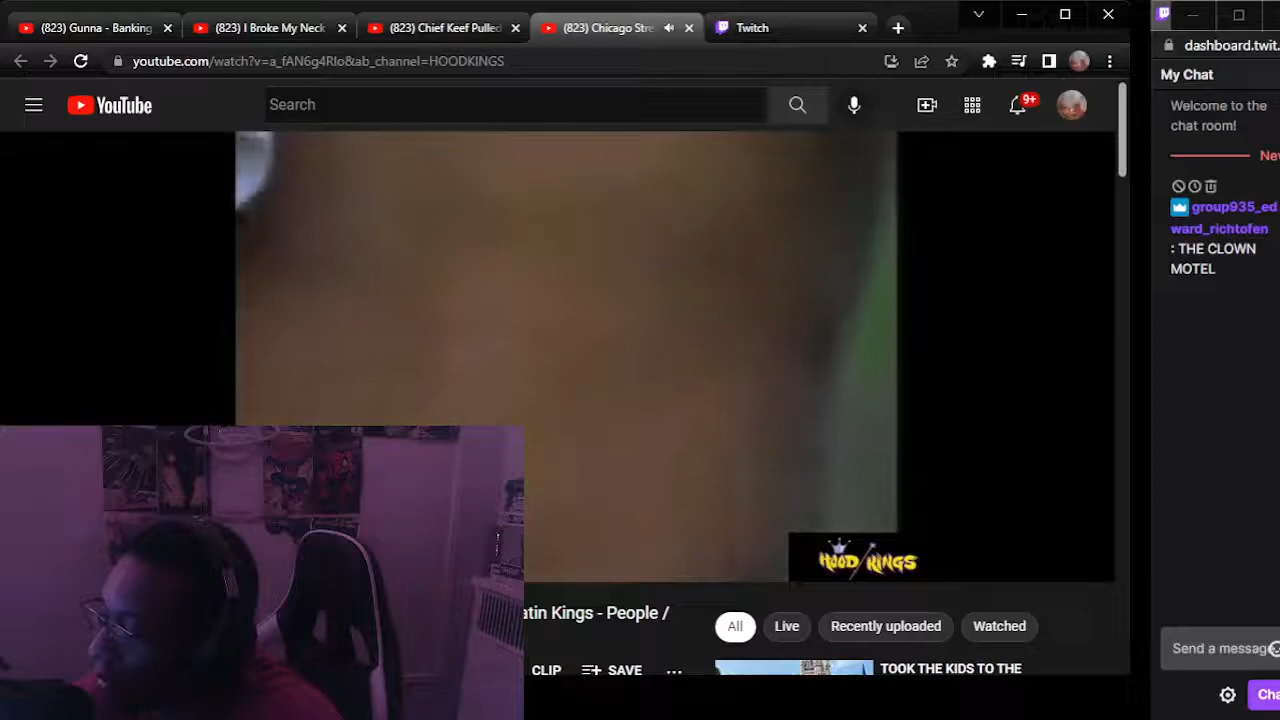 (823) Gunna - Banking
(823) I Broke My Neck
(823) Chief Keef Pulled
(823) Chicago Stre
Twitch
youtube.com/watch?v=a_fAN6g4RIo&ab_channel=HOODKINGS
dashboard.twit
YouTube
Search
9+
My Chat
Welcome to the
chat room!
Nev
group935_ed
ward_richtofen
: THE CLOWN
MOTEL
HOOD KINGS
atin Kings - People /
All
Live
Recently uploaded
Watched
CLIP
SAVE
...
TOOK THE KIDS TO THE
Send a message
Cha